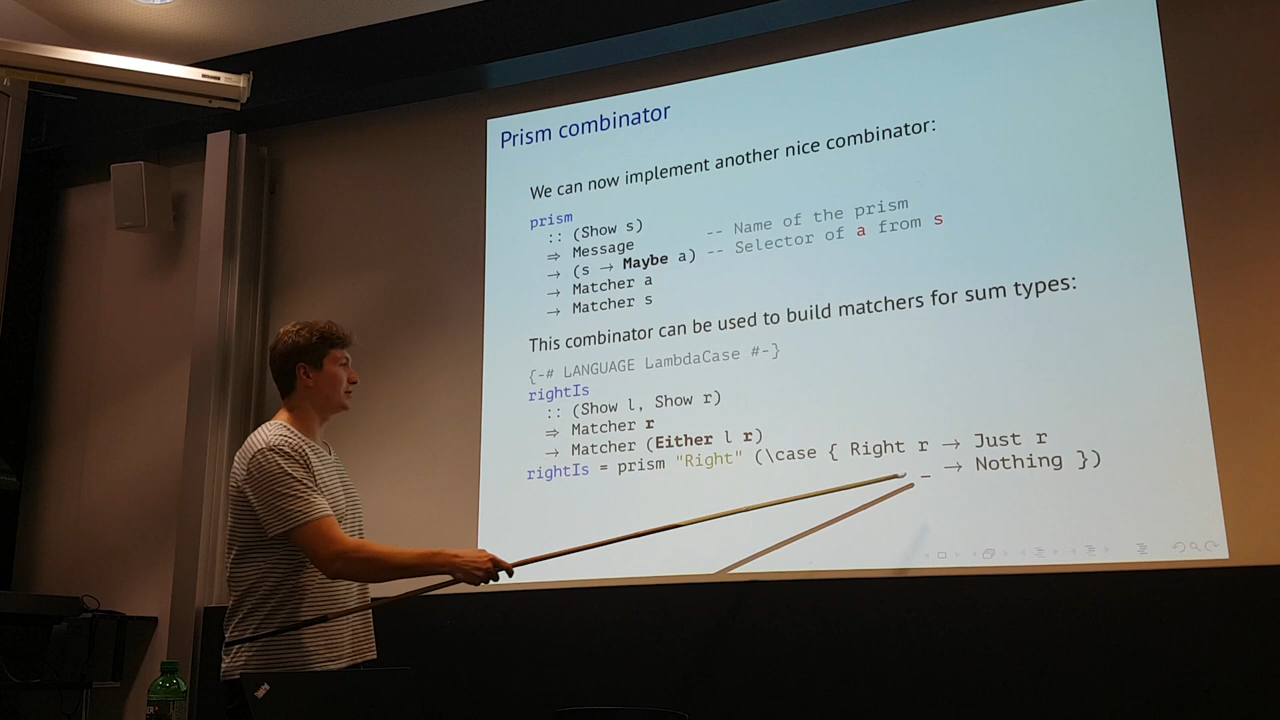 Prism combinator
We can now implement another nice combinator:
prism
:: (Show s)
⇒ Message -- Name of the prism
→ (s → Maybe a) -- Selector of a from s
→ Matcher a
→ Matcher s
This combinator can be used to build matchers for sum types:
{-# LANGUAGE LambdaCase #-}
rightIs
:: (Show l, Show r)
⇒ Matcher r
→ Matcher (Either l r)
rightIs = prism "Right" (\case { Right r → Just r
_ → Nothing })
ThinkPad